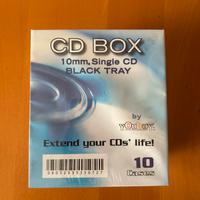 CD BOX
10mm, Single CD
BLACK TRAY
by
Extend your CDs' life!
10
Cases